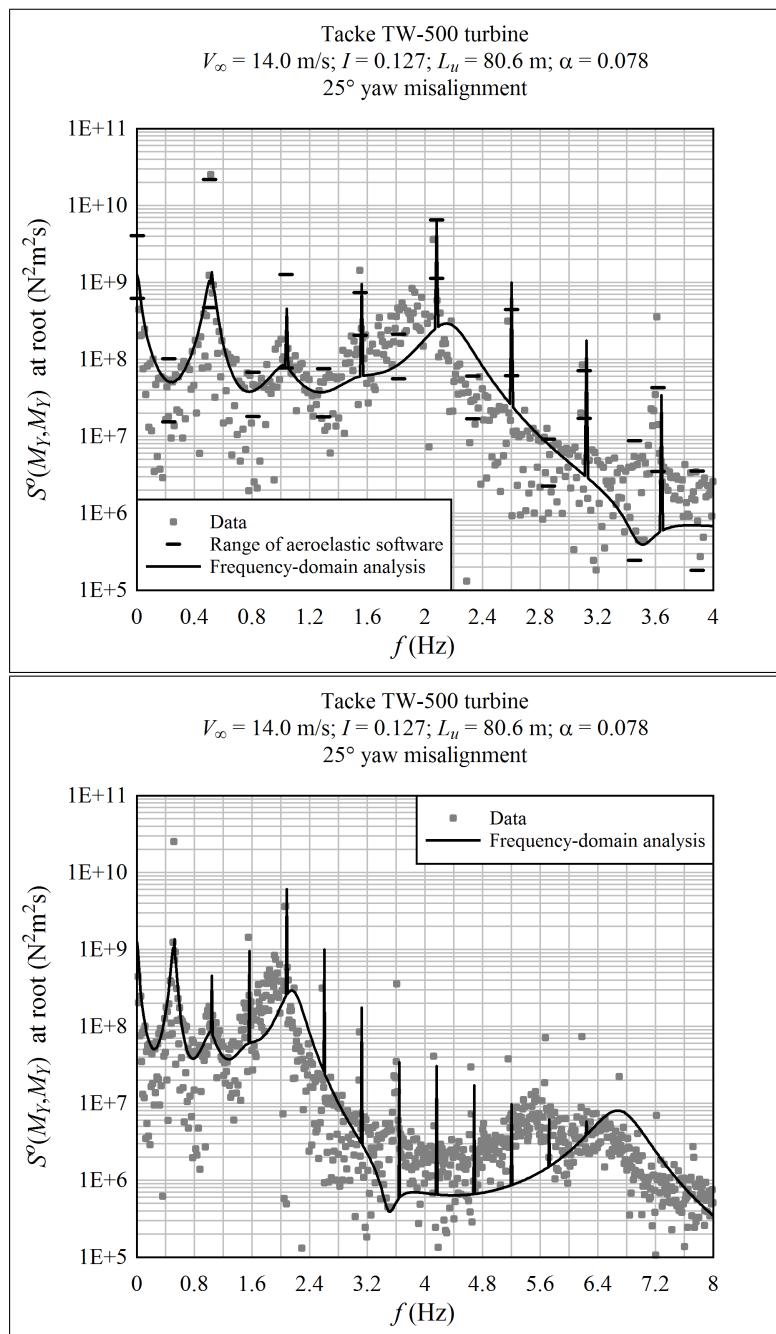 Tacke TW-500 turbine
V∞ = 14.0 m/s; I = 0.127; Lu = 80.6 m; α = 0.078
25° yaw misalignment
1E+11
1E+10
1E+9
1E+8
1E+7
1E+6
1E+5
Sº(MY,MY) at root (N²m²s)
Data
Range of aeroelastic software
Frequency-domain analysis
0 0.4 0.8 1.2 1.6 2 2.4 2.8 3.2 3.6 4
f (Hz)
Tacke TW-500 turbine
V∞ = 14.0 m/s; I = 0.127; Lu = 80.6 m; α = 0.078
25° yaw misalignment
1E+11
1E+10
1E+9
1E+8
1E+7
1E+6
1E+5
Sº(MY,MY) at root (N²m²s)
Data
Frequency-domain analysis
0 0.8 1.6 2.4 3.2 4 4.8 5.6 6.4 7.2 8
f (Hz)